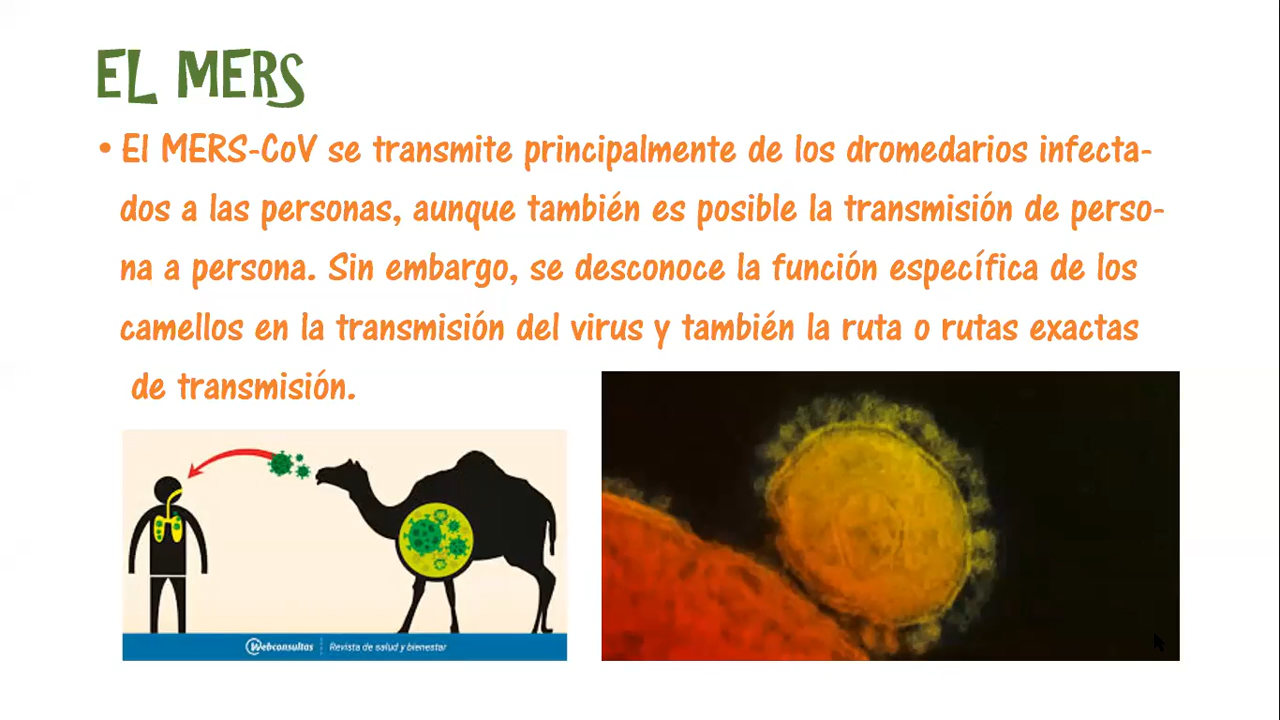 EL MERS
• El MERS-CoV se transmite principalmente de los dromedarios infecta-
dos a las personas, aunque también es posible la transmisión de perso-
na a persona. Sin embargo, se desconoce la función específica de los
camellos en la transmisión del virus y también la ruta o rutas exactas
de transmisión.
Webconsultas | Revista de salud y bienestar